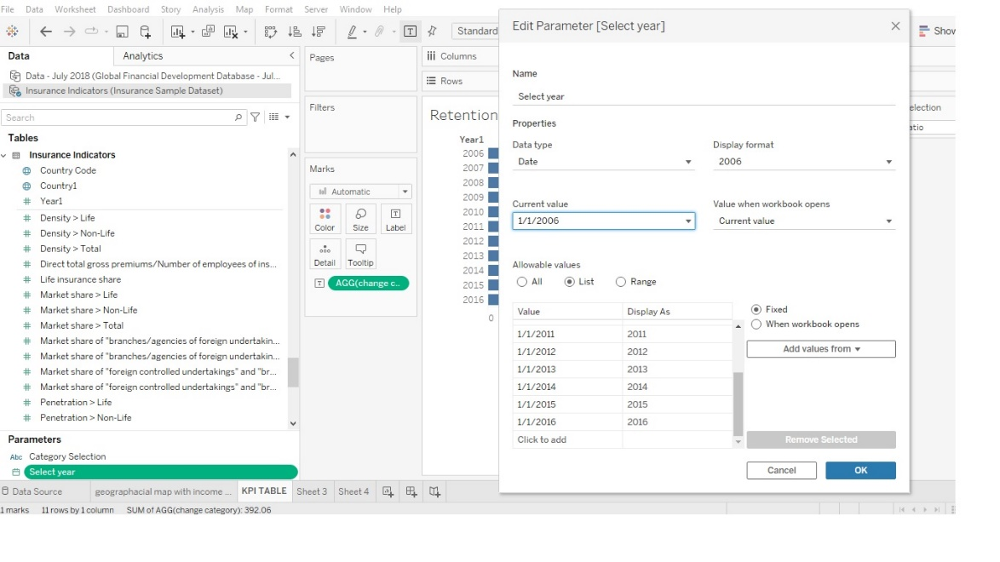 File Data Worksheet Dashboard Story Analysis Map Format Server Window Help
Standard
Data
Analytics
Data - July 2018 (Global Financial Development Database - Jul...
Insurance Indicators (Insurance Sample Dataset)
Search
Tables
Insurance Indicators
Country Code
Country1
Year1
Density > Life
Density > Non-Life
Density > Total
Direct total gross premiums/Number of employees of ins...
Life insurance share
Market share > Life
Market share > Non-Life
Market share > Total
Market share of "branches/agencies of foreign undertakin...
Market share of "branches/agencies of foreign undertakin...
Market share of "foreign controlled undertakings" and "br...
Market share of "foreign controlled undertakings" and "br...
Penetration > Life
Penetration > Non-Life
Parameters
Abc Category Selection
Select year
Pages
Filters
Marks
Automatic
Color Size Label
Detail Tooltip
AGG(change c..
Columns
Rows
Retention
Year1
2006
2007
2008
2009
2010
2011
2012
2013
2014
2015
2016
0
Edit Parameter [Select year]
Name
Select year
Properties
Data type Display format
Date 2006
Current value Value when workbook opens
1/1/2006 Current value
Allowable values
All List Range
Value Display As
1/1/2011 2011
1/1/2012 2012
1/1/2013 2013
1/1/2014 2014
1/1/2015 2015
1/1/2016 2016
Click to add
Fixed
When workbook opens
Add values from
Remove Selected
Cancel OK
Show
election
atio
Data Source geographacial map with income ... KPI TABLE Sheet 3 Sheet 4
1 marks 11 rows by 1 column SUM of AGG(change category): 392.06